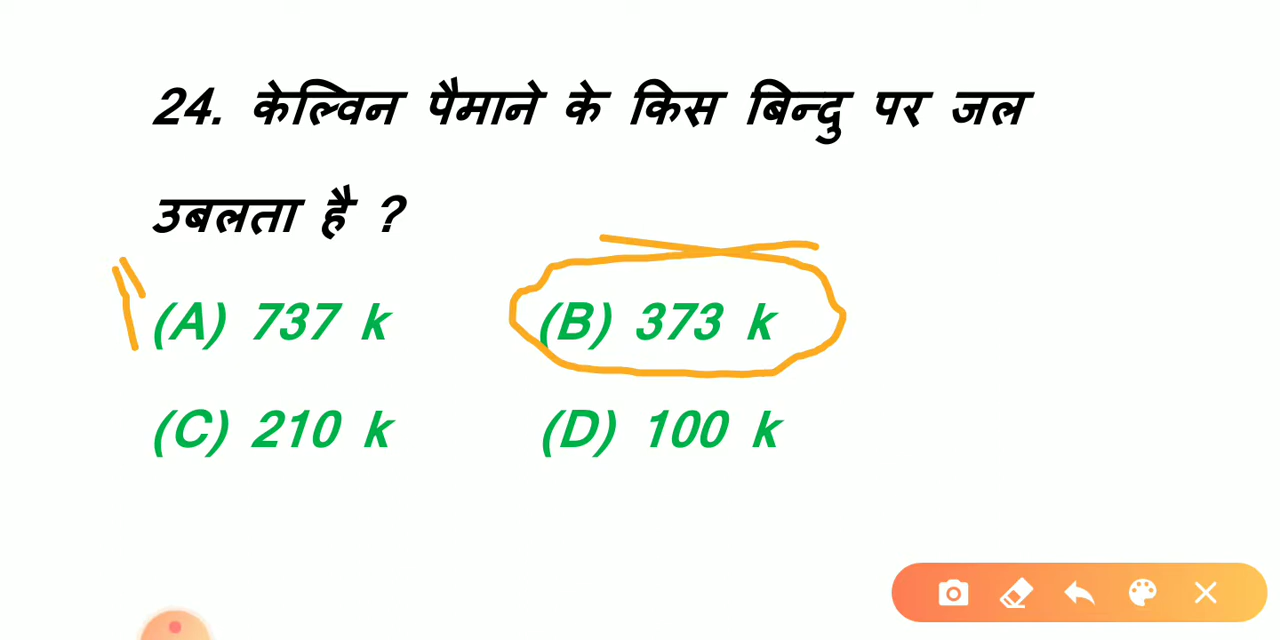 24. केल्विन पैमाने के किस बिन्दु पर जल
उबलता है ?
(A) 737 k (B) 373 k
(C) 210 k (D) 100 k